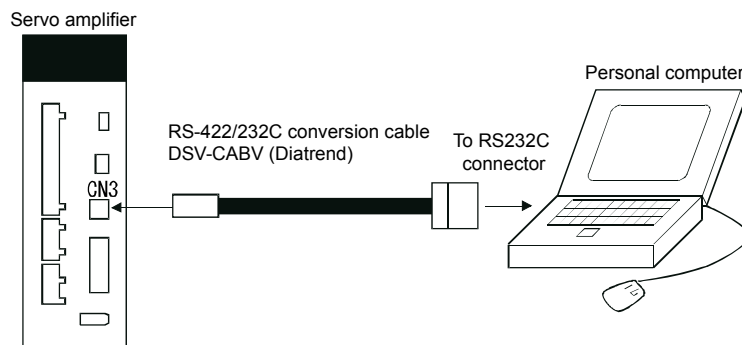 Servo amplifier
Personal computer
RS-422/232C conversion cable
DSV-CABV (Diatrend)
To RS232C
connector
CN3